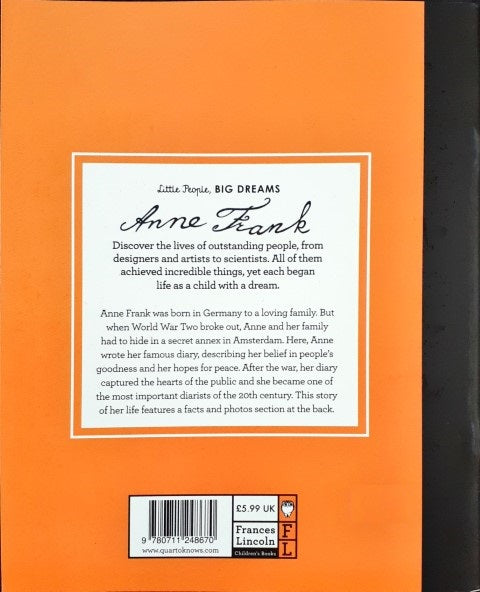 Little People, BIG DREAMS
Anne Frank
Discover the lives of outstanding people, from
designers and artists to scientists. All of them
achieved incredible things, yet each began
life as a child with a dream.
Anne Frank was born in Germany to a loving family. But
when World War Two broke out, Anne and her family
had to hide in a secret annex in Amsterdam. Here, Anne
wrote her famous diary, describing her belief in people's
goodness and her hopes for peace. After the war, her diary
captured the hearts of the public and she became one of
the most important diarists of the 20th century. This story
of her life features a facts and photos section at the back.
9 780711 248670
www.quartoknows.com
£5.99 UK
Frances
Lincoln
Children's Books
F
L